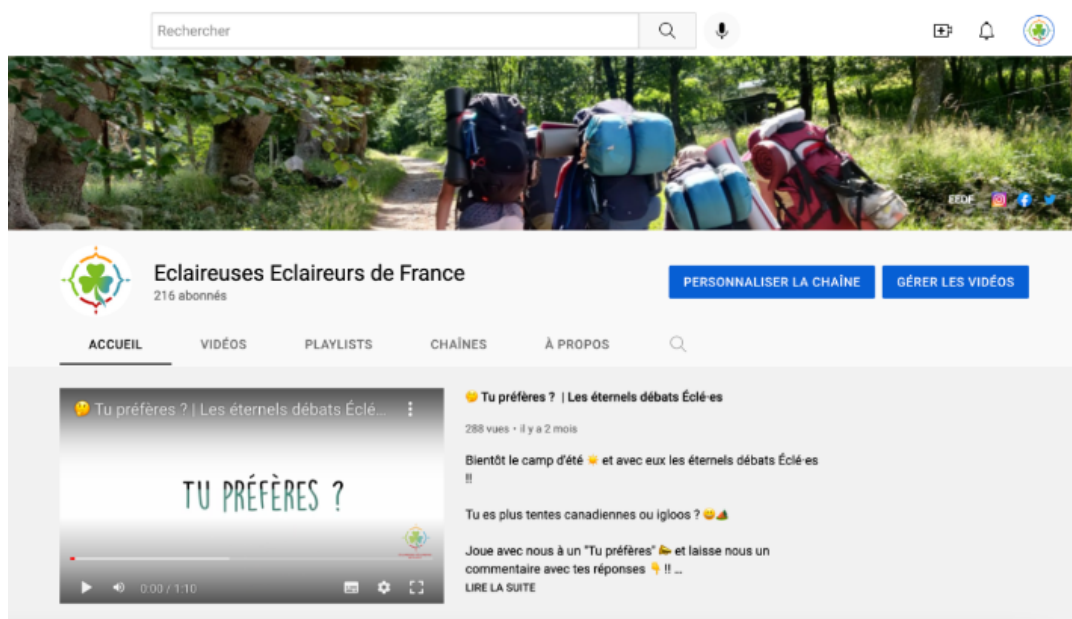 Rechercher
EEDF
Eclaireuses Eclaireurs de France
216 abonnés
PERSONNALISER LA CHAÎNE
GÉRER LES VIDÉOS
ACCUEIL
VIDÉOS
PLAYLISTS
CHAÎNES
À PROPOS
🤔 Tu préfères ? | Les éternels débats Éclé...
TU PRÉFÈRES ?
0:00 / 1:10
🤔 Tu préfères ? | Les éternels débats Éclé·es
288 vues • il y a 2 mois
Bientôt le camp d'été ☀️ et avec eux les éternels débats Éclé·es
!!
Tu es plus tentes canadiennes ou igloos ? 😀🏕️
Joue avec nous à un "Tu préfères" 🙈 et laisse nous un
commentaire avec tes réponses 👇 !! ...
LIRE LA SUITE